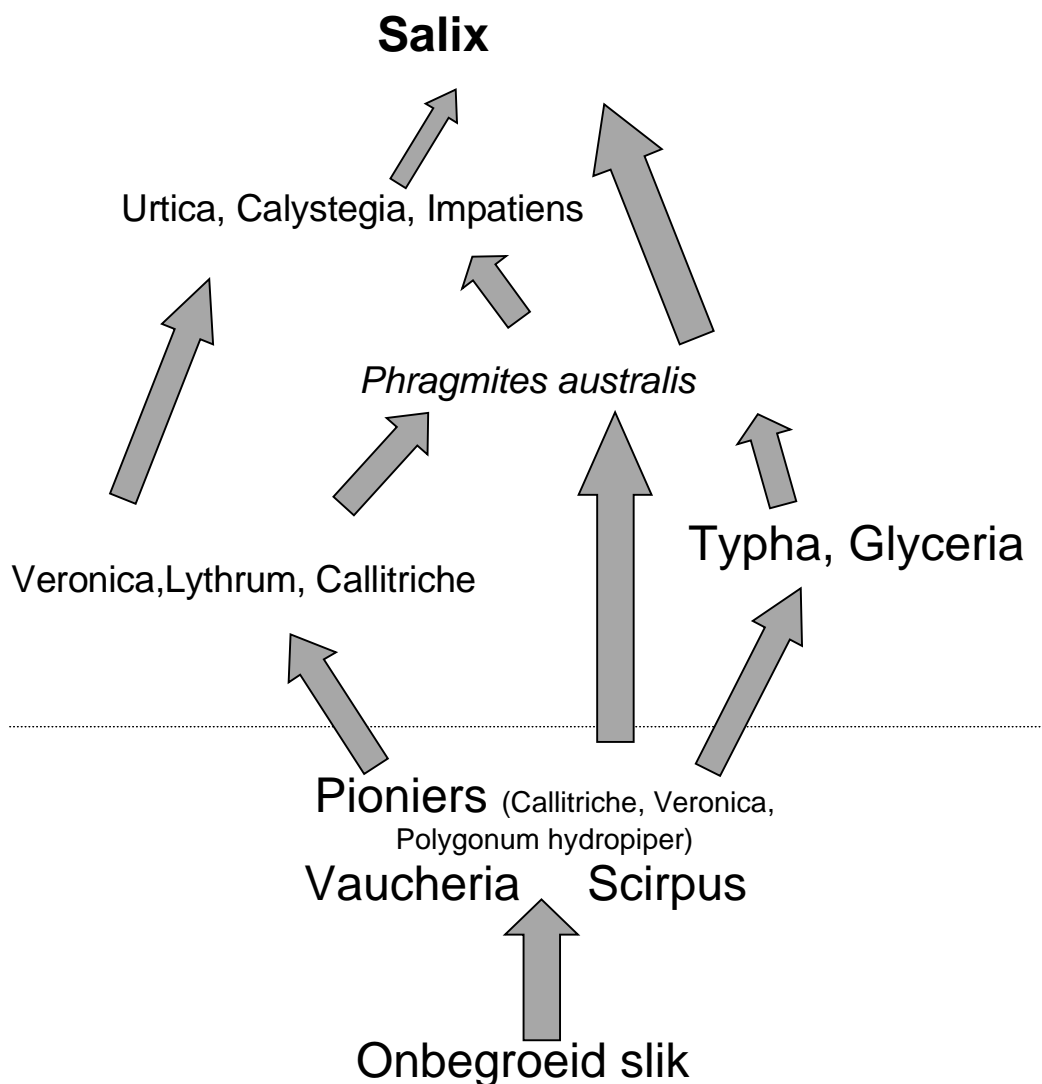 Salix
Urtica, Calystegia, Impatiens
Phragmites australis
Typha, Glyceria
Veronica,Lythrum, Callitriche
Pioniers (Callitriche, Veronica,
Polygonum hydropiper)
Vaucheria Scirpus
Onbegroeid slik